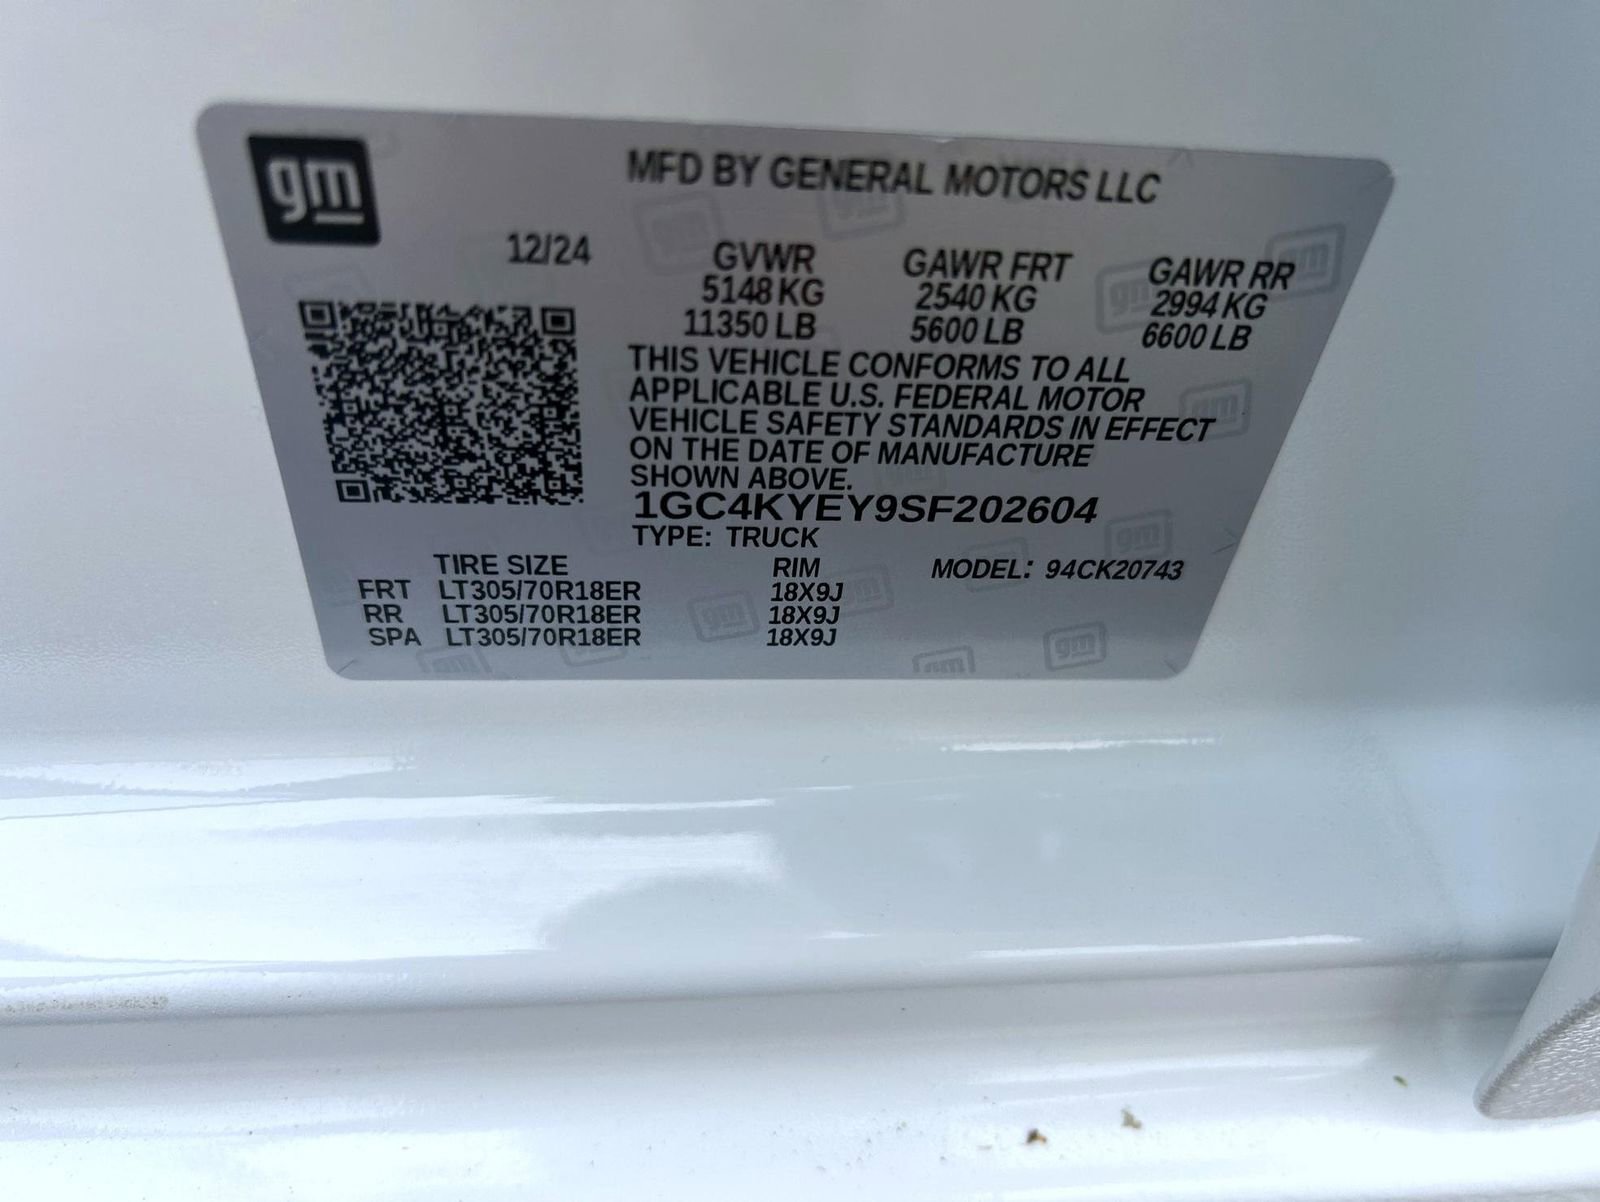 gm
MFD BY GENERAL MOTORS LLC
12/24 GVWR GAWR FRT GAWR RR
5148 KG 2540 KG 2994 KG
11350 LB 5600 LB 6600 LB
THIS VEHICLE CONFORMS TO ALL
APPLICABLE U.S. FEDERAL MOTOR
VEHICLE SAFETY STANDARDS IN EFFECT
ON THE DATE OF MANUFACTURE
SHOWN ABOVE.
1GC4KYEY9SF202604
TYPE: TRUCK
TIRE SIZE RIM MODEL: 94CK20743
FRT LT305/70R18ER 18X9J
RR LT305/70R18ER 18X9J
SPA LT305/70R18ER 18X9J